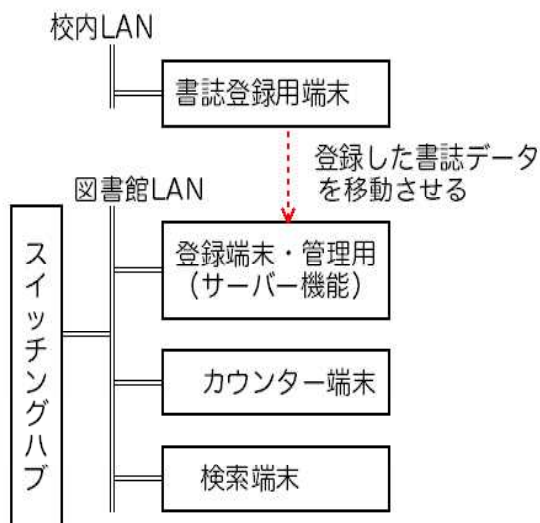 校内LAN
書誌登録用端末
登録した書誌データ
を移動させる
図書館LAN
登録端末・管理用
(サーバー機能)
カウンター端末
検索端末
スイッチングハブ